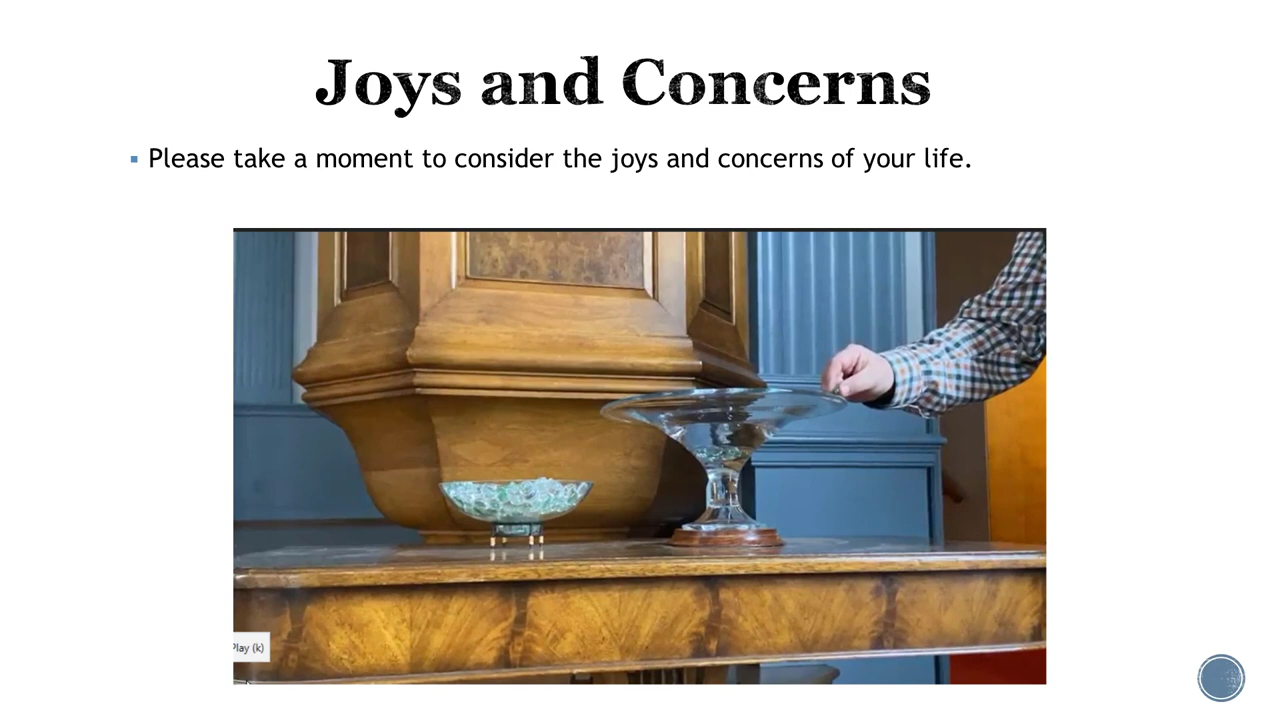 Joys and Concerns
Please take a moment to consider the joys and concerns of your life.
Play (k)